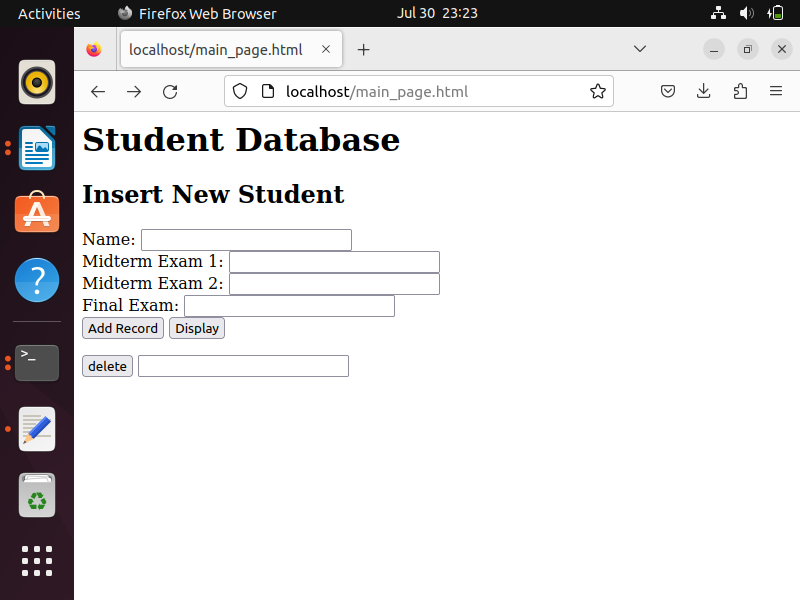 Activities Firefox Web Browser Jul 30 23:23
localhost/main_page.html
localhost/main_page.html
Student Database
Insert New Student
Name:
Midterm Exam 1:
Midterm Exam 2:
Final Exam:
Add Record Display
delete